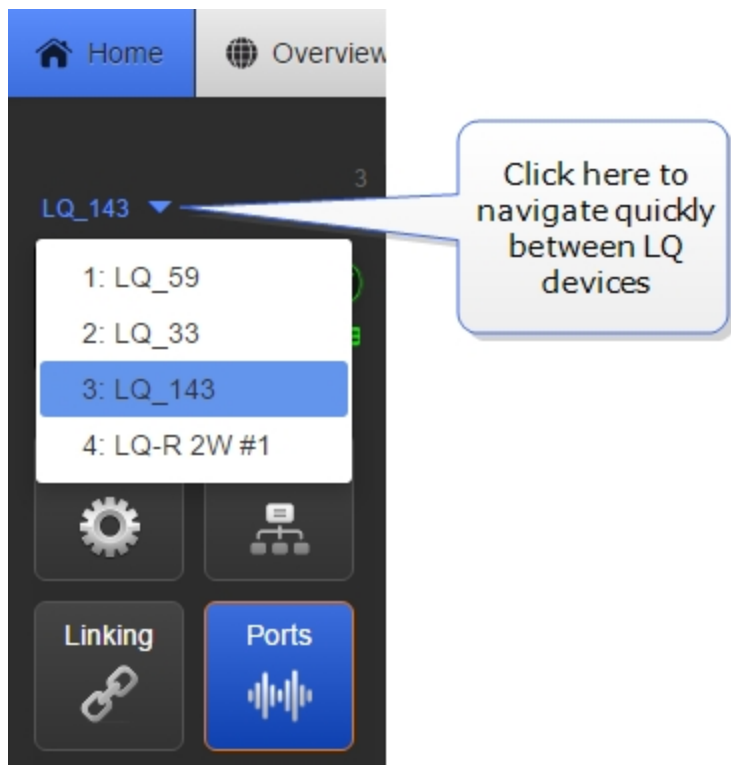 Home
Overview
3
LQ_143
Click here to
navigate quickly
between LQ
devices
1: LQ_59
2: LQ_33
3: LQ_143
4: LQ-R 2W #1
Linking
Ports